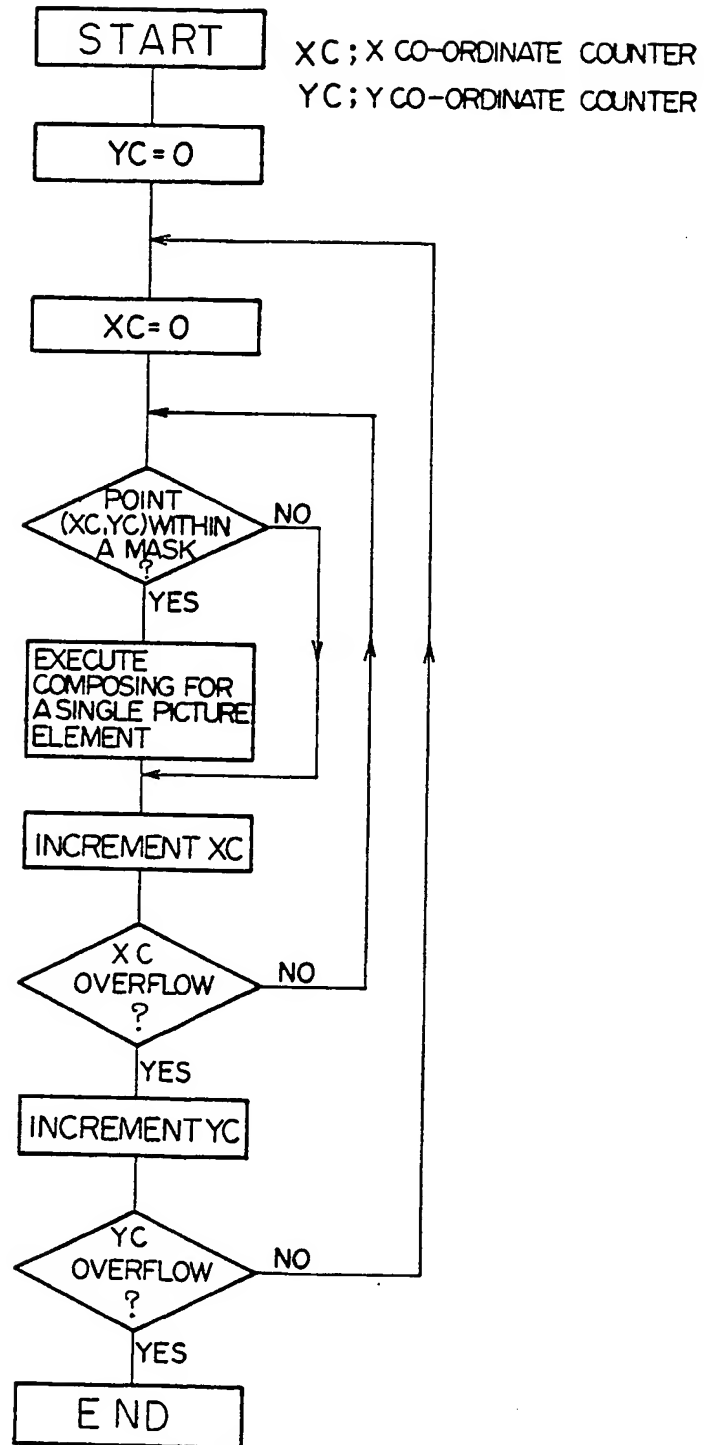 START
XC; X CO-ORDINATE COUNTER
YC; Y CO-ORDINATE COUNTER
YC=0
XC=0
POINT
(XC,YC)WITHIN
A MASK
?
NO
YES
EXECUTE
COMPOSING FOR
A SINGLE PICTURE
ELEMENT
INCREMENT XC
XC
OVERFLOW
?
NO
YES
INCREMENT YC
YC
OVERFLOW
?
NO
YES
END